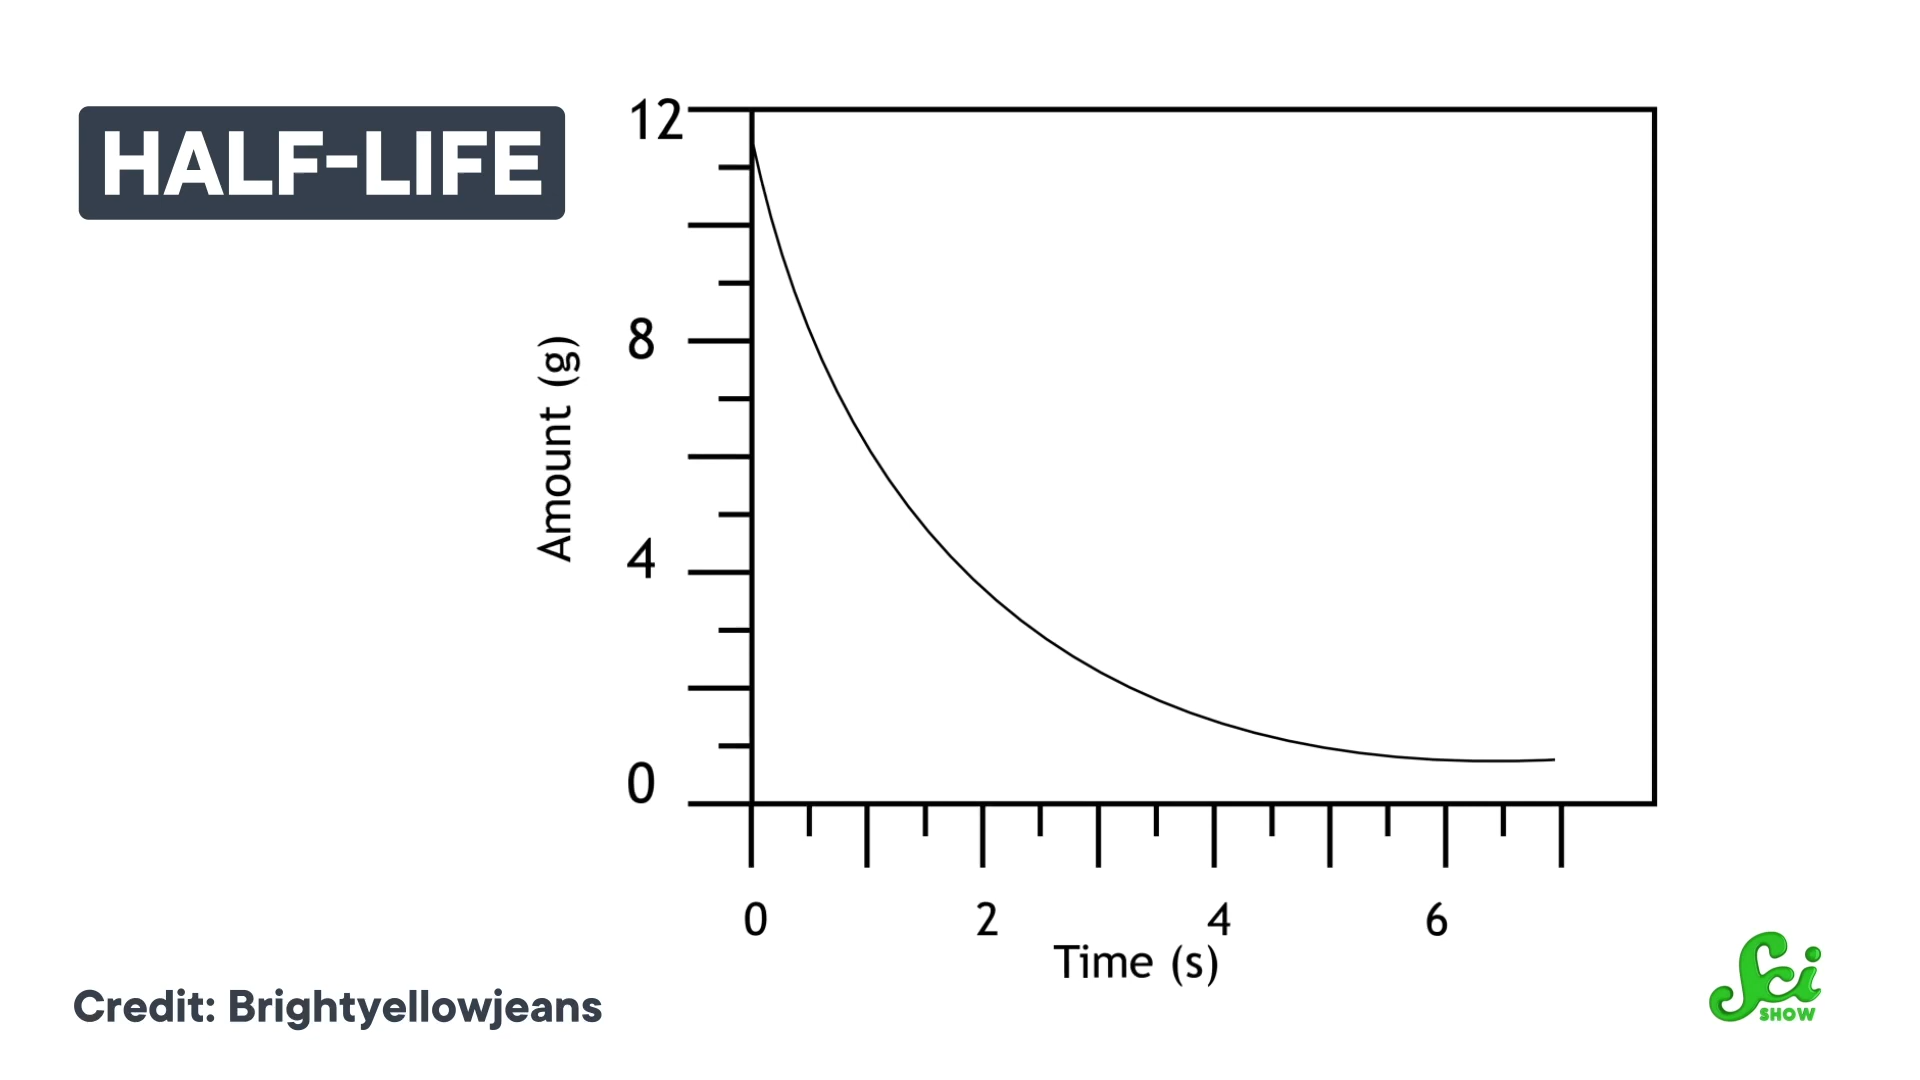 HALF-LIFE
12
8
4
0
Amount (g)
0 2 4 6
Time (s)
Credit: Brightyellowjeans
Sci
SHOW